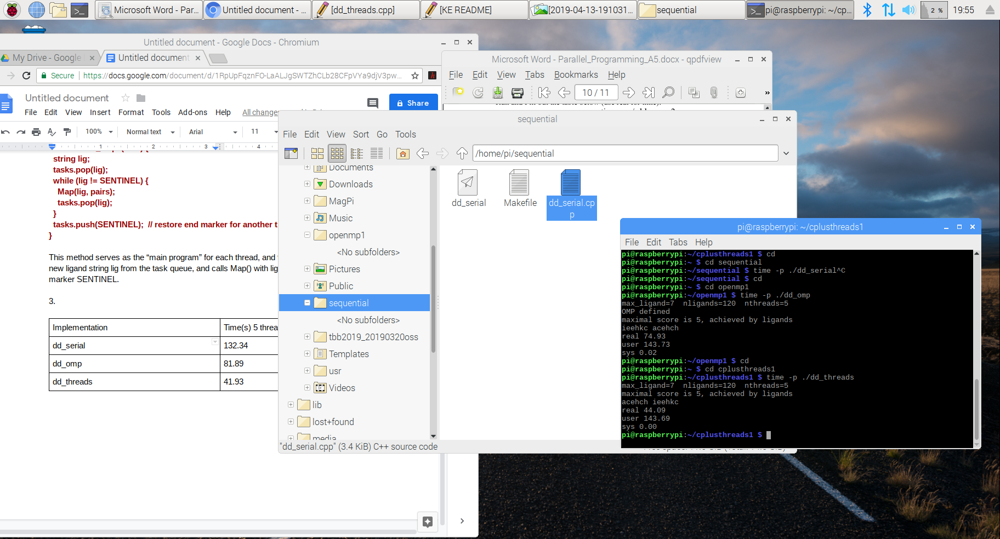 Microsoft Word - Par...
Untitled document - ...
[dd_threads.cpp]
[KE README]
[2019-04-13-191031...
sequential
pi@raspberrypi: ~/cp...
2 %
19:55
Untitled document - Google Docs - Chromium
My Drive - Google
Untitled document
Secure
https://docs.google.com/document/d/1RpUpFqznFO-LaALJgSWTZhCLb28CFpVYa9djV3pw...
h
Untitled document
Share
File Edit View Insert Format Tools Add-ons Help All changes
100% Normal text Arial 11
1 2 3 4
string lig;
tasks.pop(lig);
while (lig != SENTINEL) {
Map(lig, pairs);
tasks.pop(lig);
}
tasks.push(SENTINEL); // restore end marker for another t
}
This method serves as the “main program” for each thread, and
new ligand string lig from the task queue, and calls Map() with lig
marker SENTINEL.
3.
Implementation Time(s) 5 threa
dd_serial 132.34
dd_omp 81.89
dd_threads 41.93
Microsoft Word - Parallel_Programming_A5.docx - qpdfview
File Edit View Tabs Bookmarks Help
10 / 11
»
sequential
File Edit View Sort Go Tools
/home/pi/sequential
Documents
Downloads
MagPi
Music
openmp1
<No subfolders>
Pictures
Public
sequential
<No subfolders>
tbb2019_20190320oss
Templates
usr
Videos
lib
lost+found
media
dd_serial
Makefile
dd_serial.cp
p
"dd_serial.cpp" (3.4 KiB) C++ source code
pi@raspberrypi: ~/cplusthreads1
File Edit Tabs Help
pi@raspberrypi:~/cplusthreads1 $ cd
pi@raspberrypi:~ $ cd sequential
pi@raspberrypi:~/sequential $ time -p ./dd_serial^C
pi@raspberrypi:~/sequential $ cd
pi@raspberrypi:~ $ cd openmp1
pi@raspberrypi:~/openmp1 $ time -p ./dd_omp
max_ligand=7 nligands=120 nthreads=5
OMP defined
maximal score is 5, achieved by ligands
ieehkc acehch
real 74.93
user 143.73
sys 0.02
pi@raspberrypi:~/openmp1 $ cd
pi@raspberrypi:~ $ cd cplusthreads1
pi@raspberrypi:~/cplusthreads1 $ time -p ./dd_threads
max_ligand=7 nligands=120 nthreads=5
maximal score is 5, achieved by ligands
acehch ieehkc
real 44.09
user 143.69
sys 0.00
pi@raspberrypi:~/cplusthreads1 $